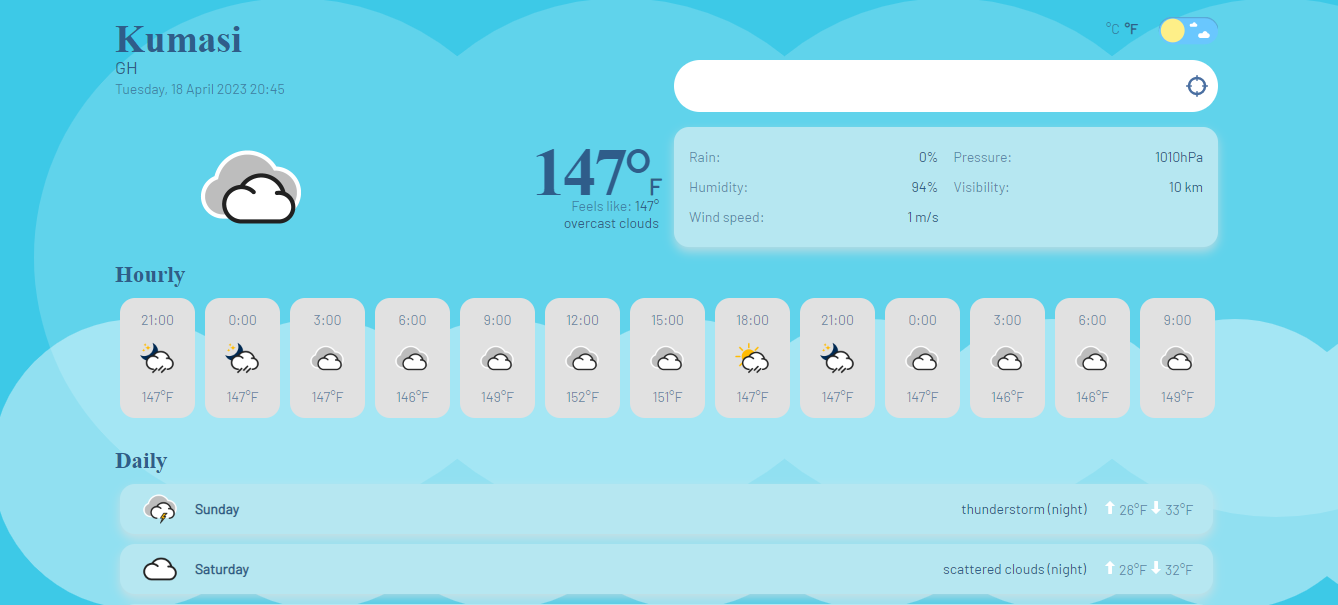 Kumasi
GH
Tuesday, 18 April 2023 20:45
°C °F
147°F
Feels like: 147°
overcast clouds
Rain: 0% Pressure: 1010hPa
Humidity: 94% Visibility: 10 km
Wind speed: 1 m/s
Hourly
21:00 0:00 3:00 6:00 9:00 12:00 15:00 18:00 21:00 0:00 3:00 6:00 9:00
147°F 147°F 147°F 146°F 149°F 152°F 151°F 147°F 147°F 147°F 146°F 146°F 149°F
Daily
Sunday thunderstorm (night) 26°F 33°F
Saturday scattered clouds (night) 28°F 32°F